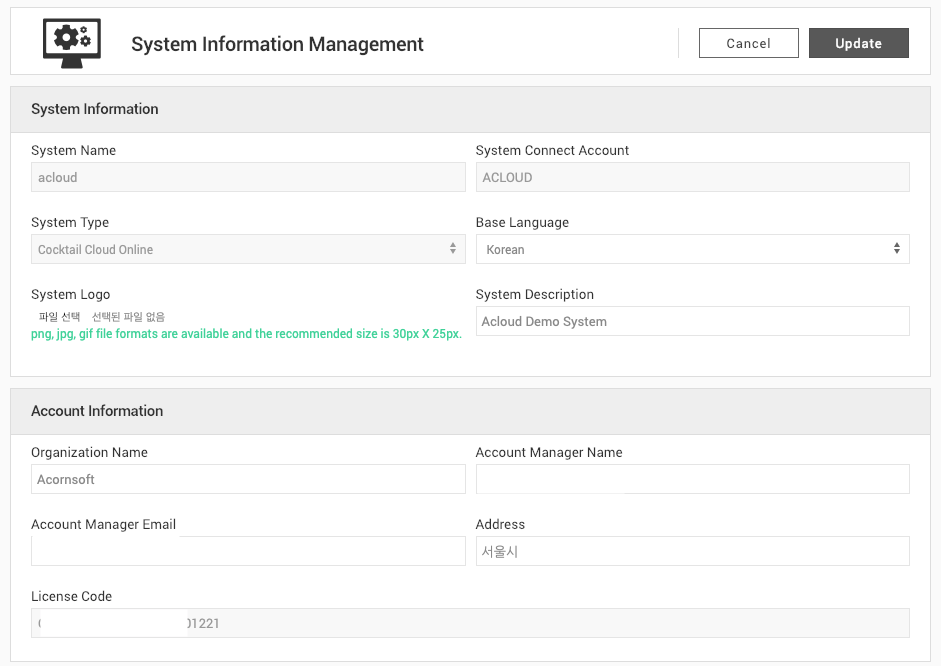 System Information Management
Cancel
Update
System Information
System Name
System Connect Account
acloud
ACLOUD
System Type
Base Language
Cocktail Cloud Online
Korean
System Logo
System Description
파일 선택 선택된 파일 없음
Acloud Demo System
png, jpg, gif file formats are available and the recommended size is 30px X 25px.
Account Information
Organization Name
Account Manager Name
Acornsoft
Account Manager Email
Address
서울시
License Code
01221